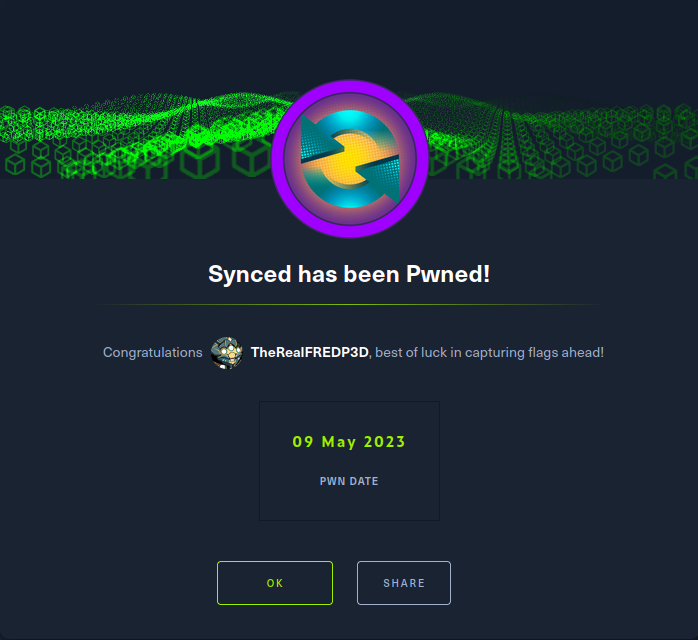 Synced has been Pwned!
Congratulations TheRealFREDP3D, best of luck in capturing flags ahead!
09 May 2023
PWN DATE
OK SHARE